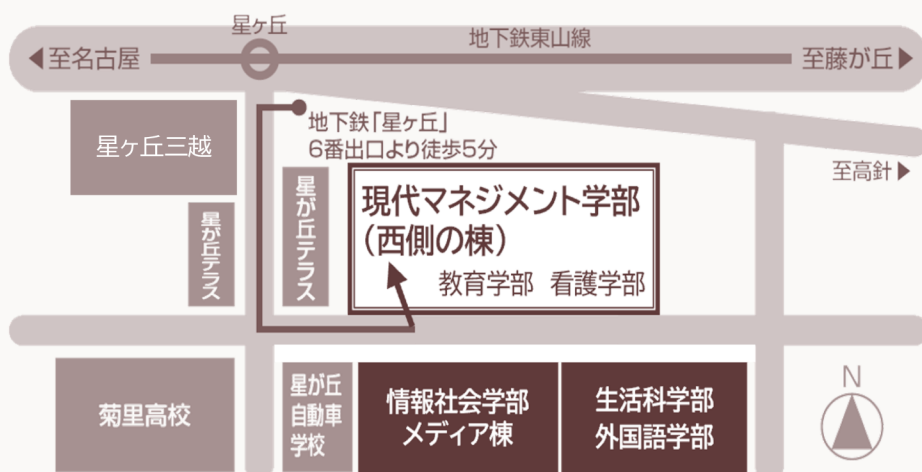 星ヶ丘
地下鉄東山線
◀至名古屋
至藤が丘▶
地下鉄「星ヶ丘」
6番出口より徒歩5分
至高針▶
星ヶ丘三越
星が丘テラス
星が丘テラス
現代マネジメント学部
(西側の棟)
教育学部 看護学部
菊里高校
星が丘
自動車
学校
情報社会学部
メディア棟
生活科学部
外国語学部
N